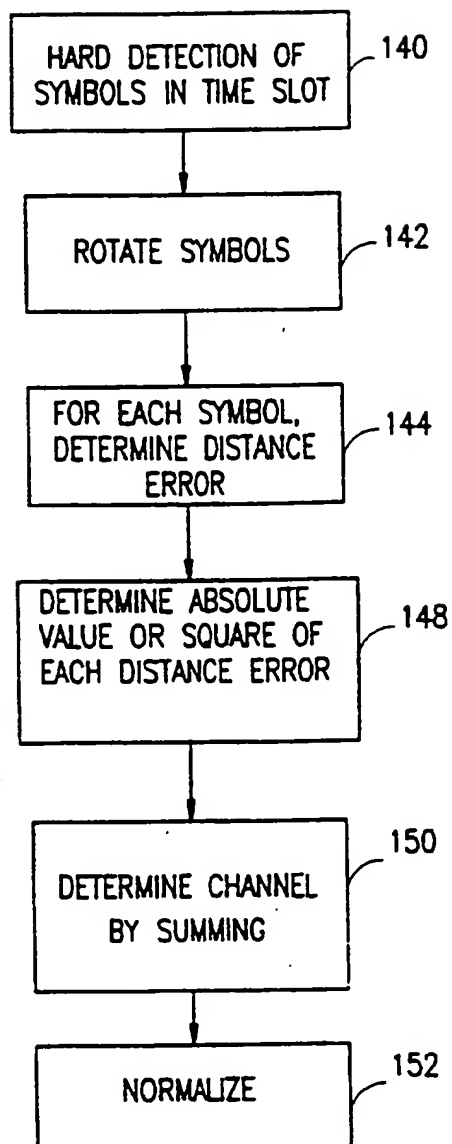 HARD DETECTION OF
SYMBOLS IN TIME SLOT
140
ROTATE SYMBOLS
142
FOR EACH SYMBOL,
DETERMINE DISTANCE
ERROR
144
DETERMINE ABSOLUTE
VALUE OR SQUARE OF
EACH DISTANCE ERROR
148
DETERMINE CHANNEL
BY SUMMING
150
NORMALIZE
152